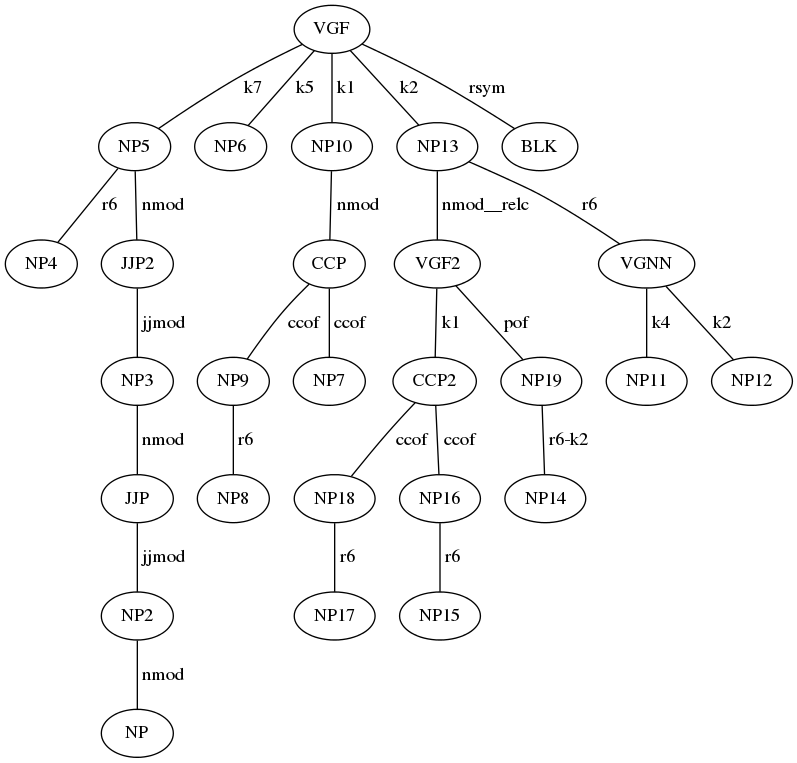 VGF
k7 k5 k1 k2 rsym
NP5 NP6 NP10 NP13 BLK
r6 nmod nmod nmod__relc r6
NP4 JJP2 CCP VGF2 VGNN
jjmod ccof ccof k1 pof k4 k2
NP3 NP9 NP7 CCP2 NP19 NP11 NP12
nmod r6 ccof ccof r6-k2
JJP NP8 NP18 NP16 NP14
jjmod r6 r6
NP2 NP17 NP15
nmod
NP